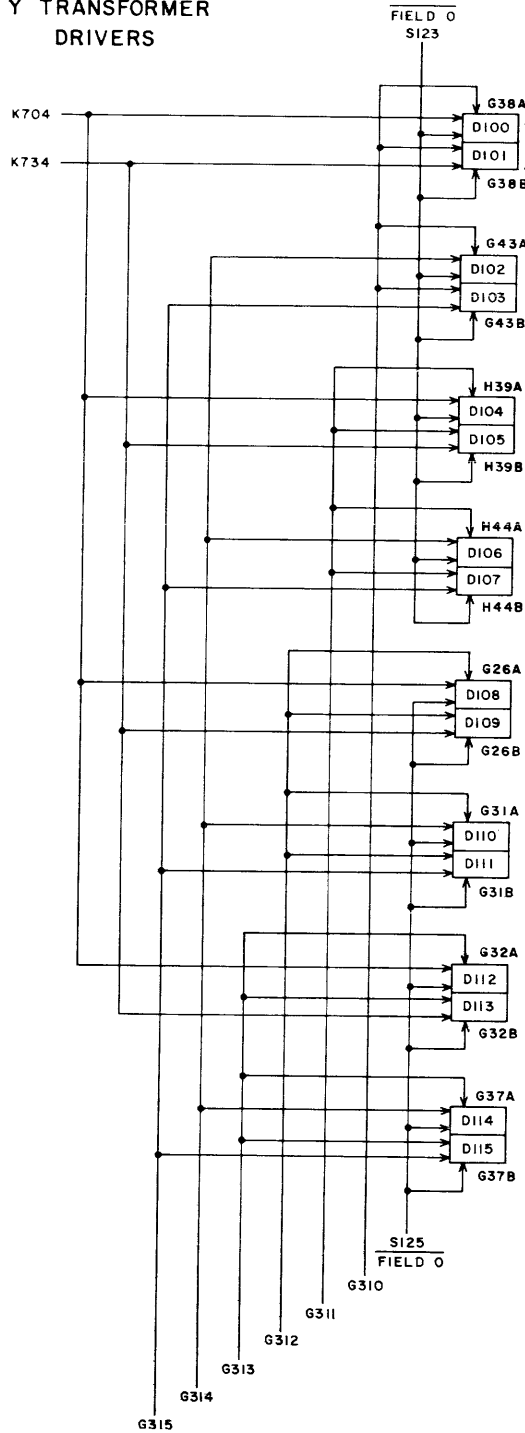 Y TRANSFORMER
DRIVERS
FIELD 0
S123
K704
K734
G38A
D100
D101
G38B
G43A
D102
D103
G43B
H39A
D104
D105
H39B
H44A
D106
D107
H44B
G26A
D108
D109
G26B
G31A
D110
D111
G31B
G32A
D112
D113
G32B
G37A
D114
D115
G37B
S125
FIELD 0
G310
G311
G312
G313
G314
G315